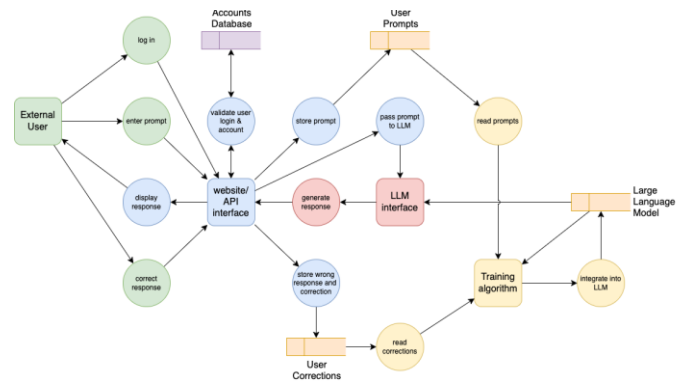 Accounts
Database
User
Prompts
log in
External
User
enter prompt
validate user
login &
account
store prompt
pass prompt
to LLM
read prompts
display
response
website/
API
interface
generate
response
LLM
interface
Large
Language
Model
correct
response
store wrong
response and
correction
Training
algorithm
integrate into
LLM
User
Corrections
read
corrections